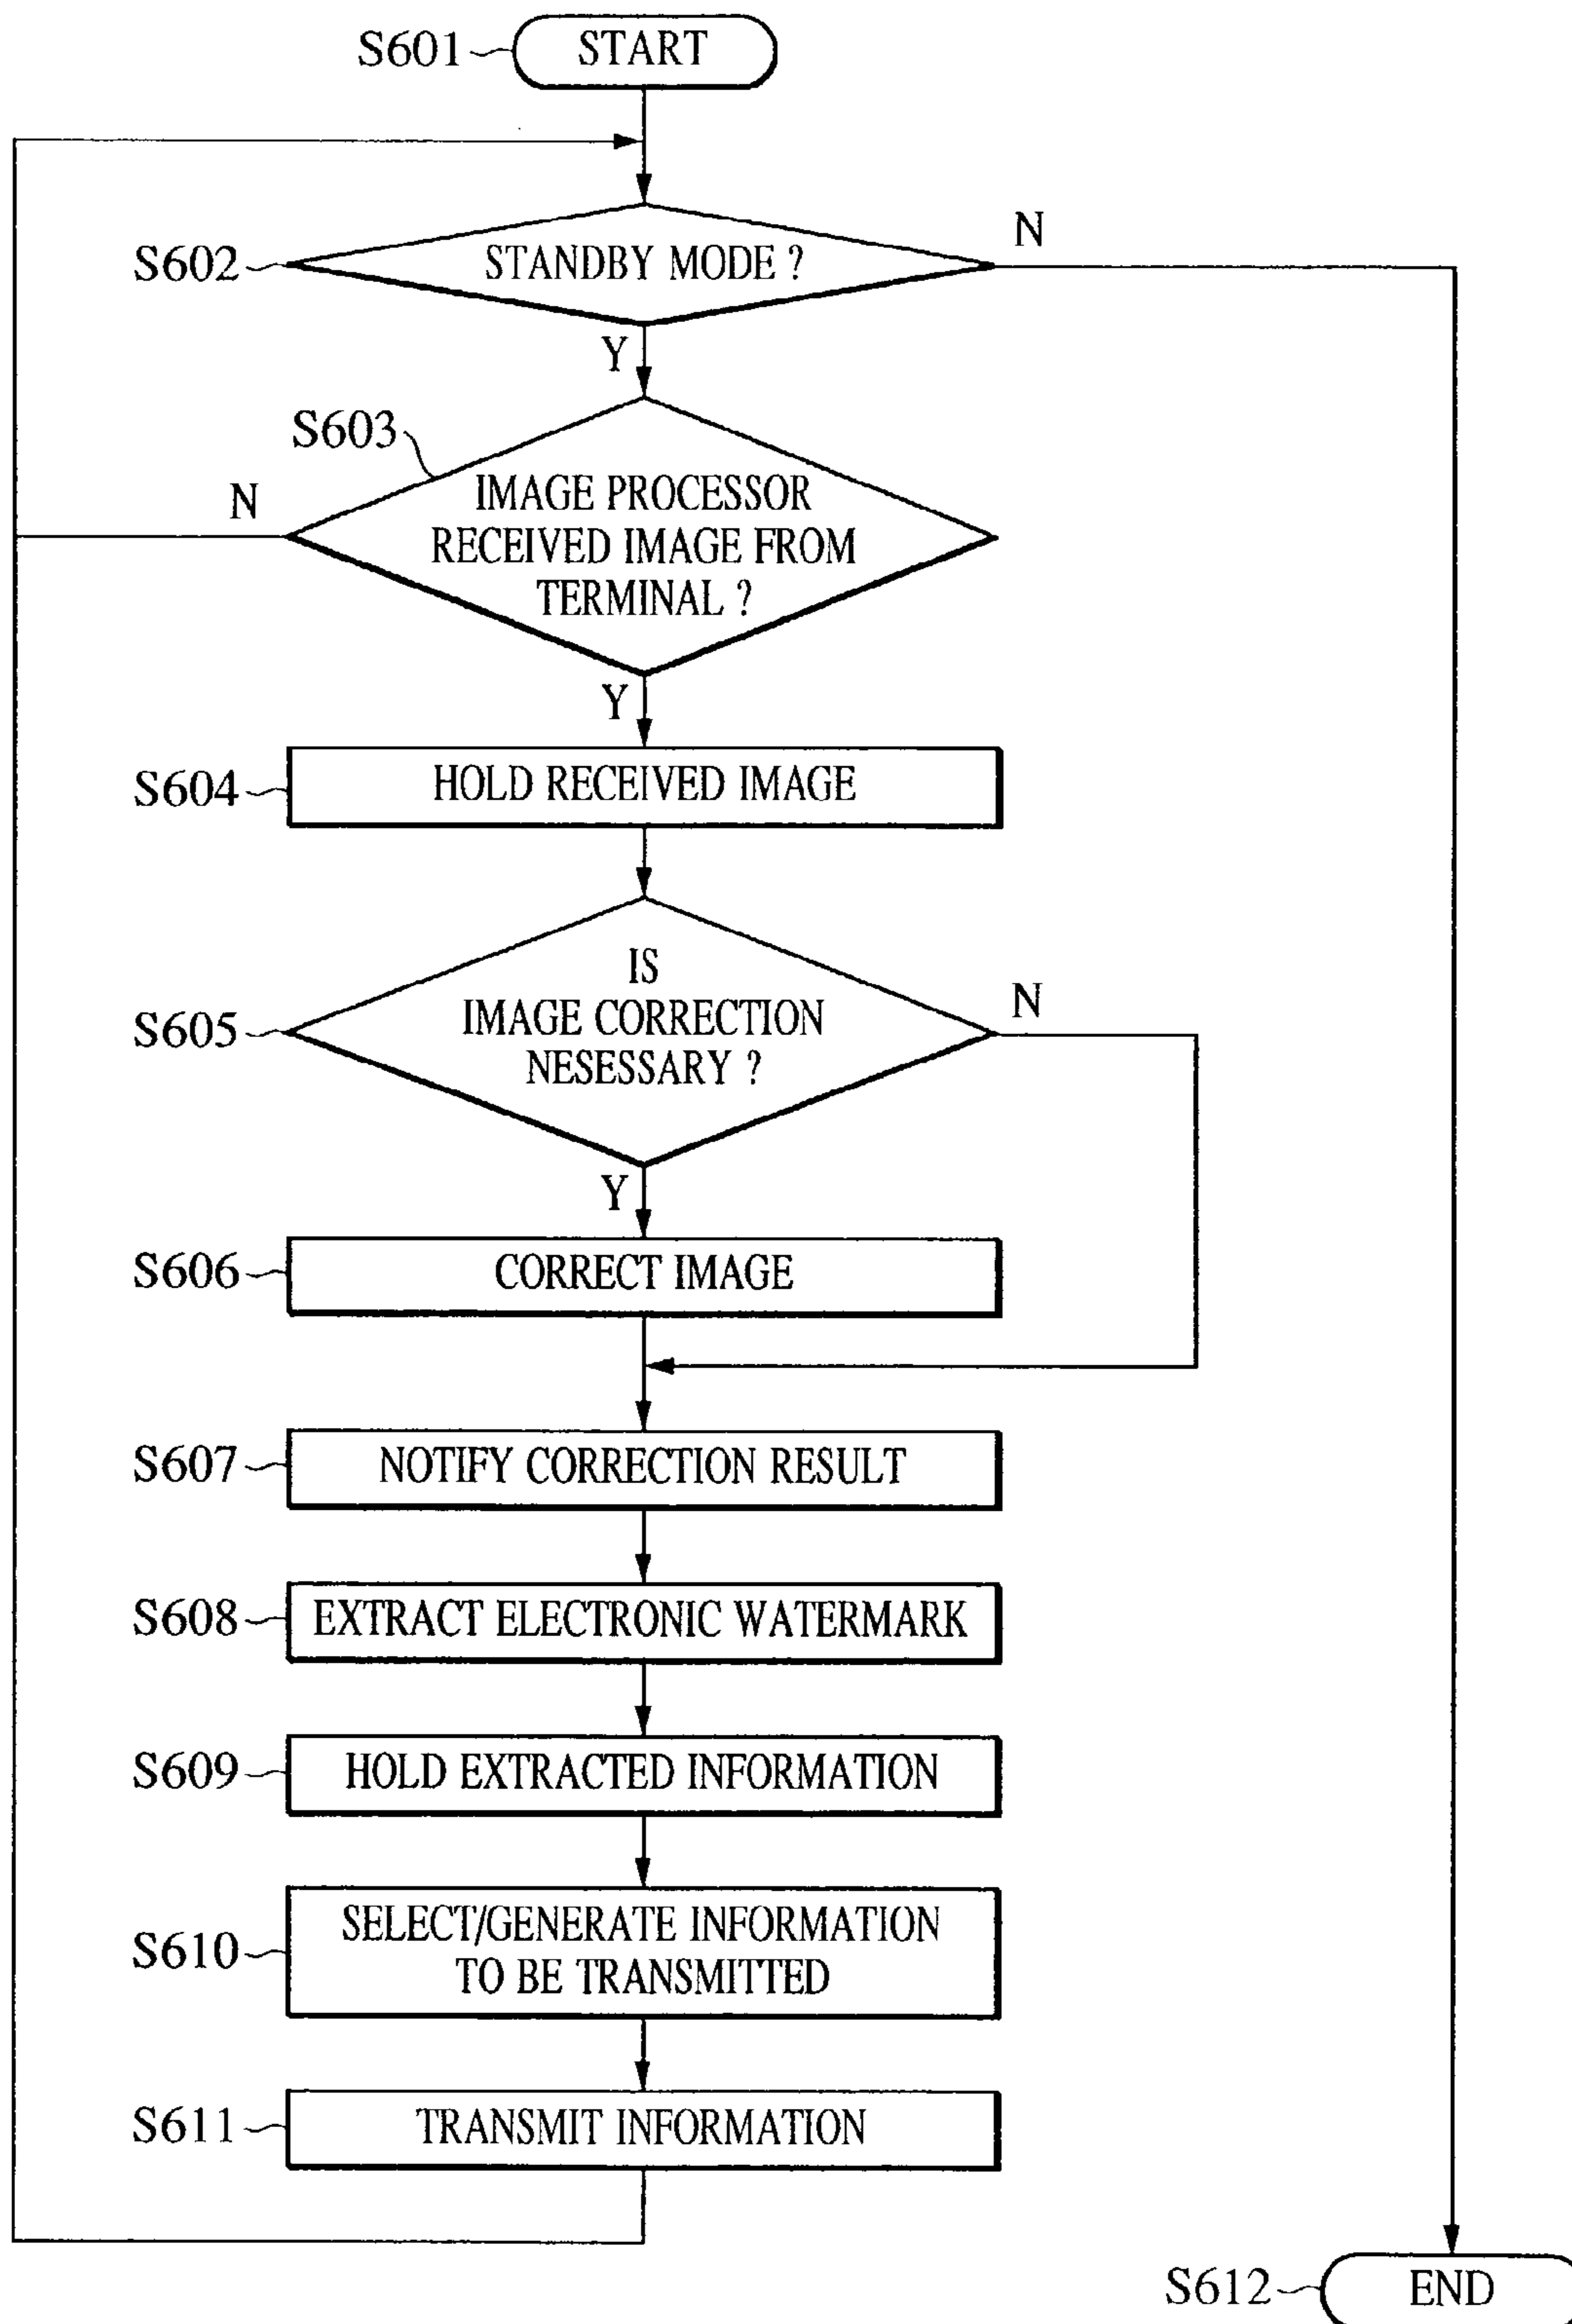 S601
START
S602
STANDBY MODE ?
N
Y
S603
N
IMAGE PROCESSOR
RECEIVED IMAGE FROM
TERMINAL ?
Y
S604
HOLD RECEIVED IMAGE
S605
IS
IMAGE CORRECTION
NESESSARY ?
N
Y
S606
CORRECT IMAGE
S607
NOTIFY CORRECTION RESULT
S608
EXTRACT ELECTRONIC WATERMARK
S609
HOLD EXTRACTED INFORMATION
S610
SELECT/GENERATE INFORMATION
TO BE TRANSMITTED
S611
TRANSMIT INFORMATION
S612
END